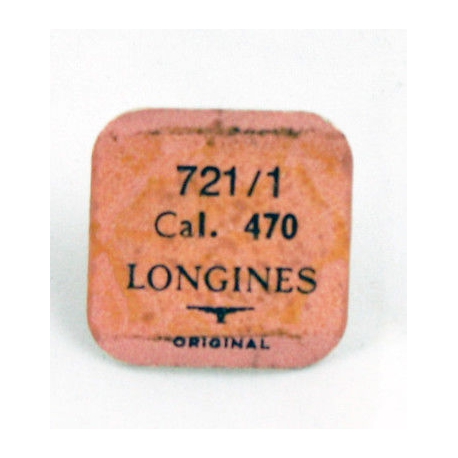 721/1
Cal. 470
LONGINES
ORIGINAL